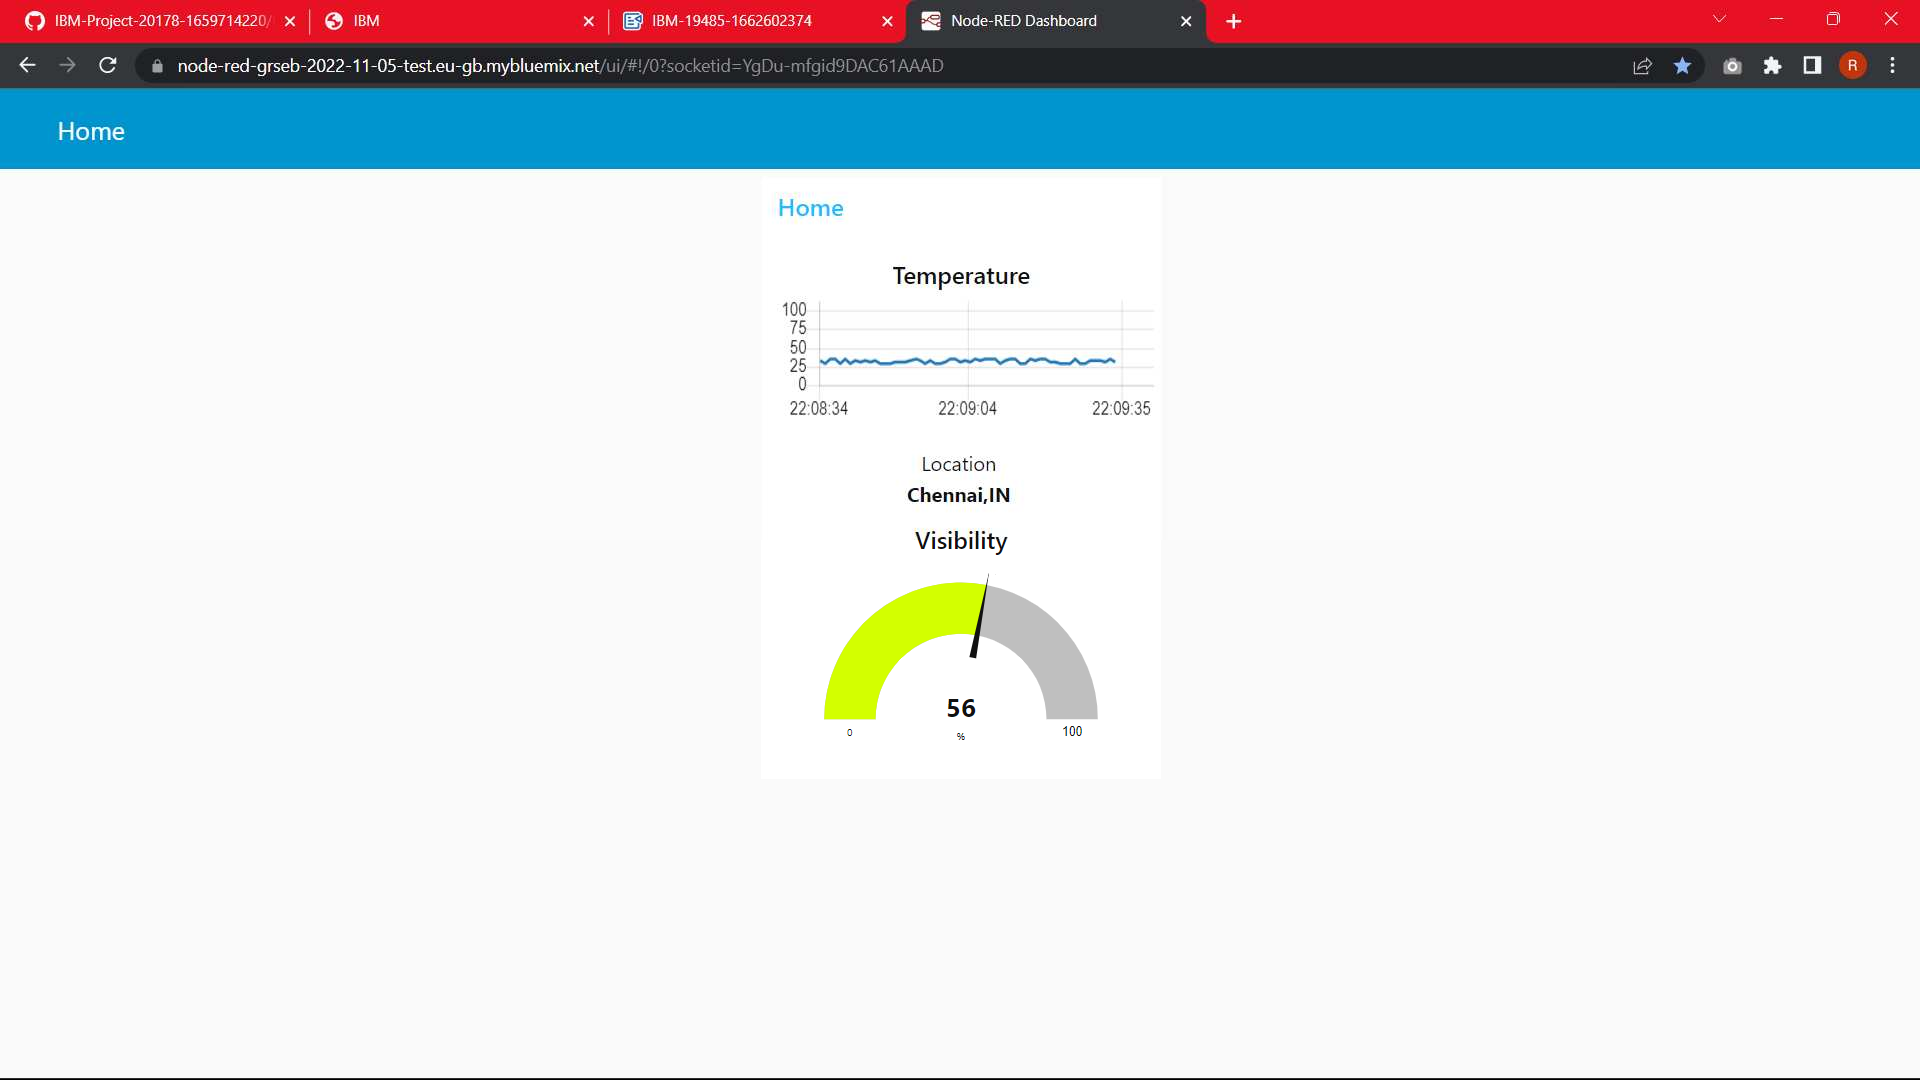 IBM-Project-20178-1659714220/
IBM
IBM-19485-1662602374
Node-RED Dashboard
node-red-grseb-2022-11-05-test.eu-gb.mybluemix.net/ui/#!/0?socketid=YgDu-mfgid9DAC61AAAD
R
Home
Home
Temperature
100
75
50
25
0
22:08:34 22:09:04 22:09:35
Location
Chennai,IN
Visibility
56
0 % 100